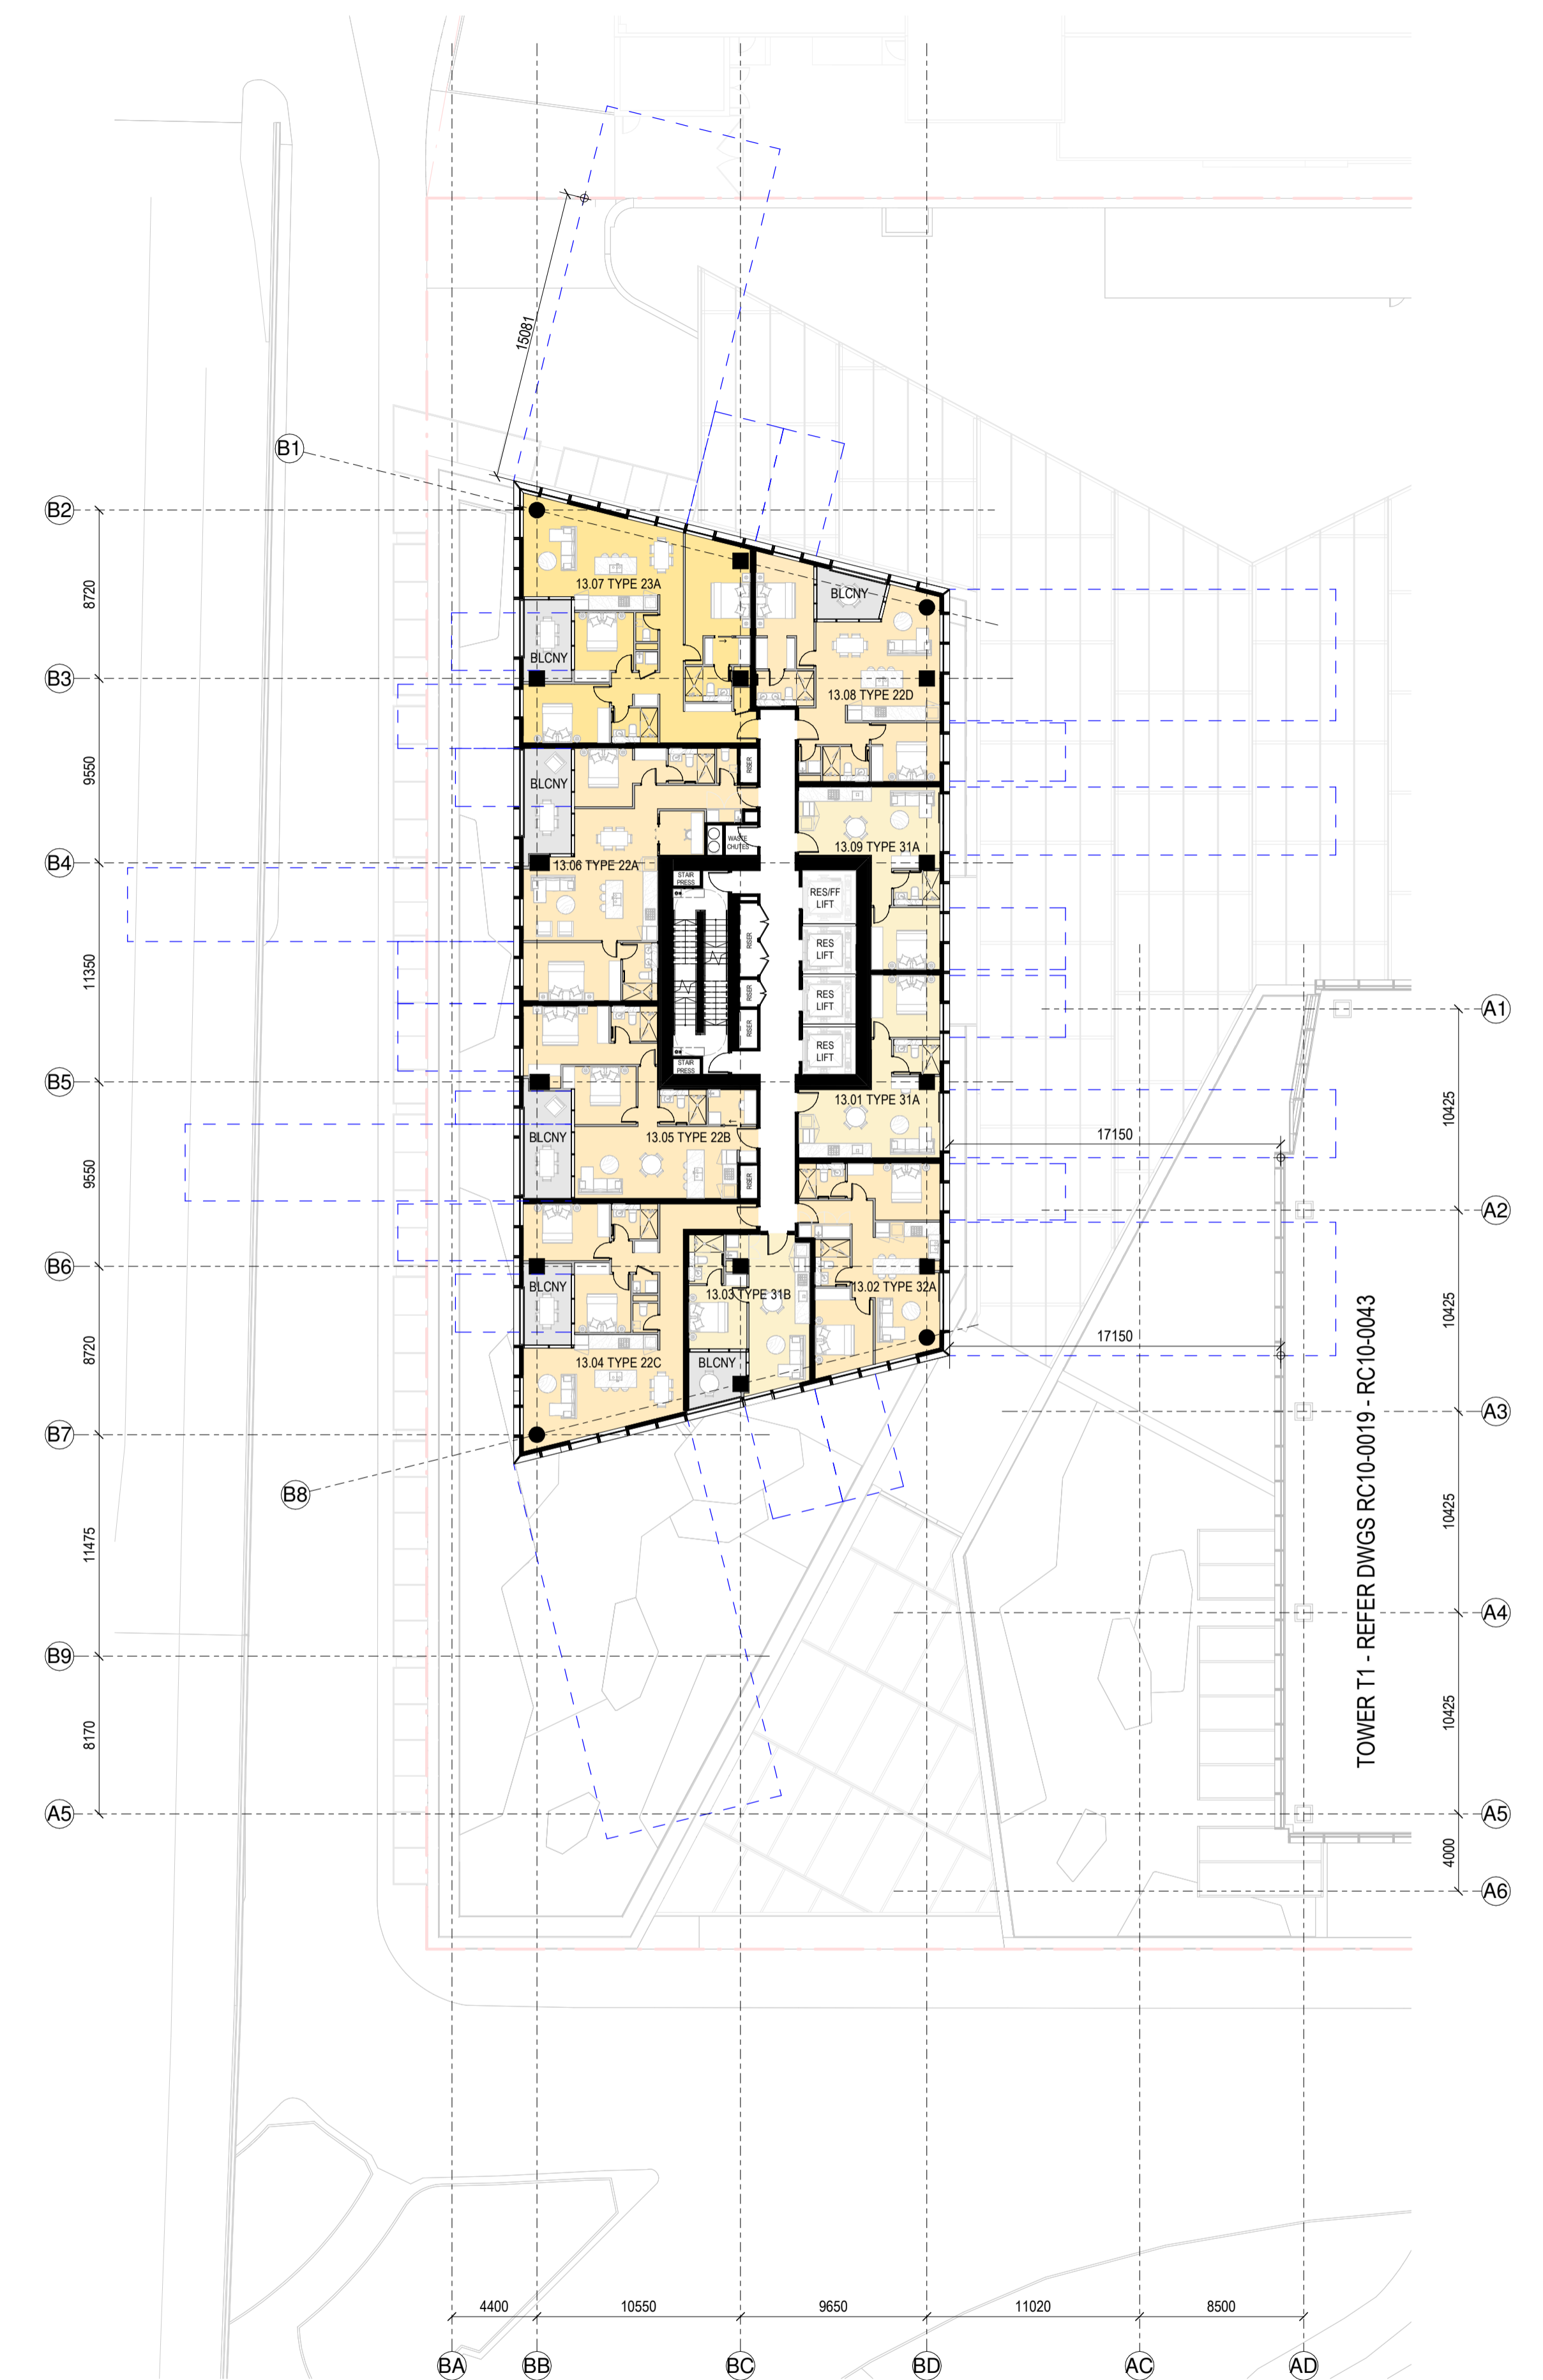 15081
B1
B2
8720
13.07 TYPE 23A
BLCNY
BLCNY
B3
13.08 TYPE 22D
9550
BLCNY
RISER
WASTE
CHUTES
13.09 TYPE 31A
B4
13.06 TYPE 22A
STAIR
PRESS
RES/FF
LIFT
RISER
RES
LIFT
11350
RISER
RES
LIFT
A1
RISER
RES
LIFT
STAIR
PRESS
B5
13.01 TYPE 31A
10425
BLCNY
13.05 TYPE 22B
17150
9550
RISER
A2
B6
BLCNY
13.03 TYPE 31B
13.02 TYPE 32A
10425
17150
8720
13.04 TYPE 22C
BLCNY
A3
B7
B8
TOWER T1 - REFER DWGS RC10-0019 - RC10-0043
10425
11475
A4
B9
10425
8170
A5
A5
4000
A6
4400
10550
9650
11020
8500
BA
BB
BC
BD
AC
AD